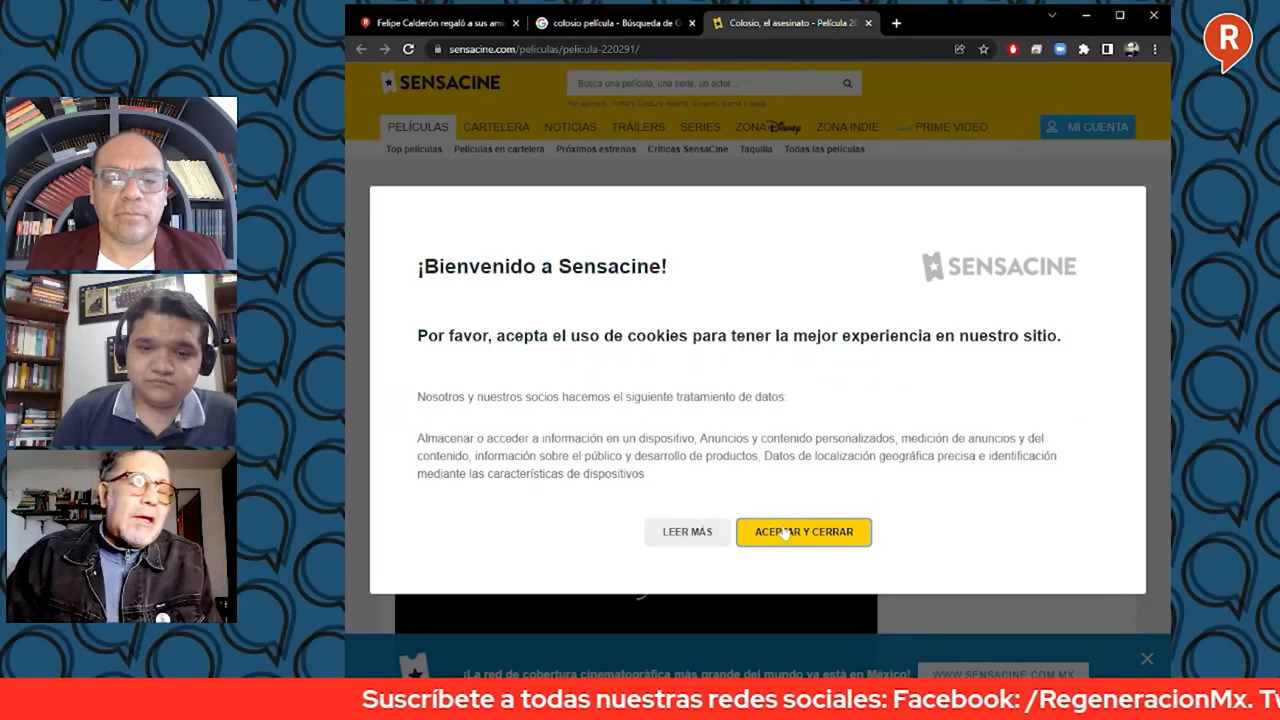 Felipe Calderón regaló a sus ami
colosio película - Búsqueda de G
Colosio, el asesinato - Película 20
sensacine.com/peliculas/pelicula-220291/
R
SENSACINE
Busca una película, una serie, un actor...
PELÍCULAS CARTELERA NOTICIAS TRÁILERS SERIES ZONA Disney ZONA INDIE PRIME VIDEO MI CUENTA
Top películas Películas en cartelera Próximos estrenos Críticas SensaCine Taquilla Todas las películas
¡Bienvenido a Sensacine!
SENSACINE
Por favor, acepta el uso de cookies para tener la mejor experiencia en nuestro sitio.
Nosotros y nuestros socios hacemos el siguiente tratamiento de datos:
Almacenar o acceder a información en un dispositivo, Anuncios y contenido personalizados, medición de anuncios y del
contenido, información sobre el público y desarrollo de productos, Datos de localización geográfica precisa e identificación
mediante las características de dispositivos
LEER MÁS ACEPTAR Y CERRAR
¡La red de cobertura cinematográfica más grande del mundo ya está en México! WWW.SENSACINE.COM.MX
Suscríbete a todas nuestras redes sociales: Facebook: /RegeneracionMx. Tw